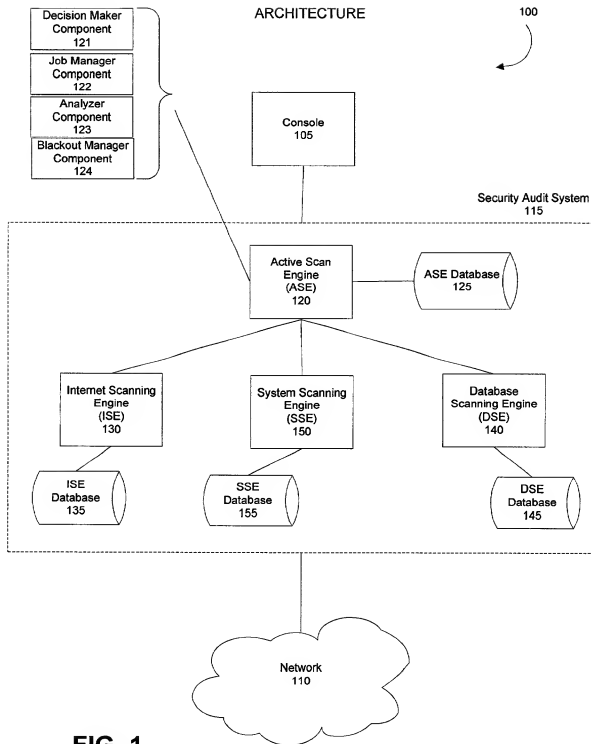 ARCHITECTURE
100
Decision Maker
Component
121
Job Manager
Component
122
Analyzer
Component
123
Blackout Manager
Component
124
Console
105
Security Audit System
115
Active Scan
Engine
(ASE)
120
ASE Database
125
Internet Scanning
Engine
(ISE)
130
System Scanning
Engine
(SSE)
150
Database
Scanning Engine
(DSE)
140
ISE
Database
135
SSE
Database
155
DSE
Database
145
Network
110
FIG. 1